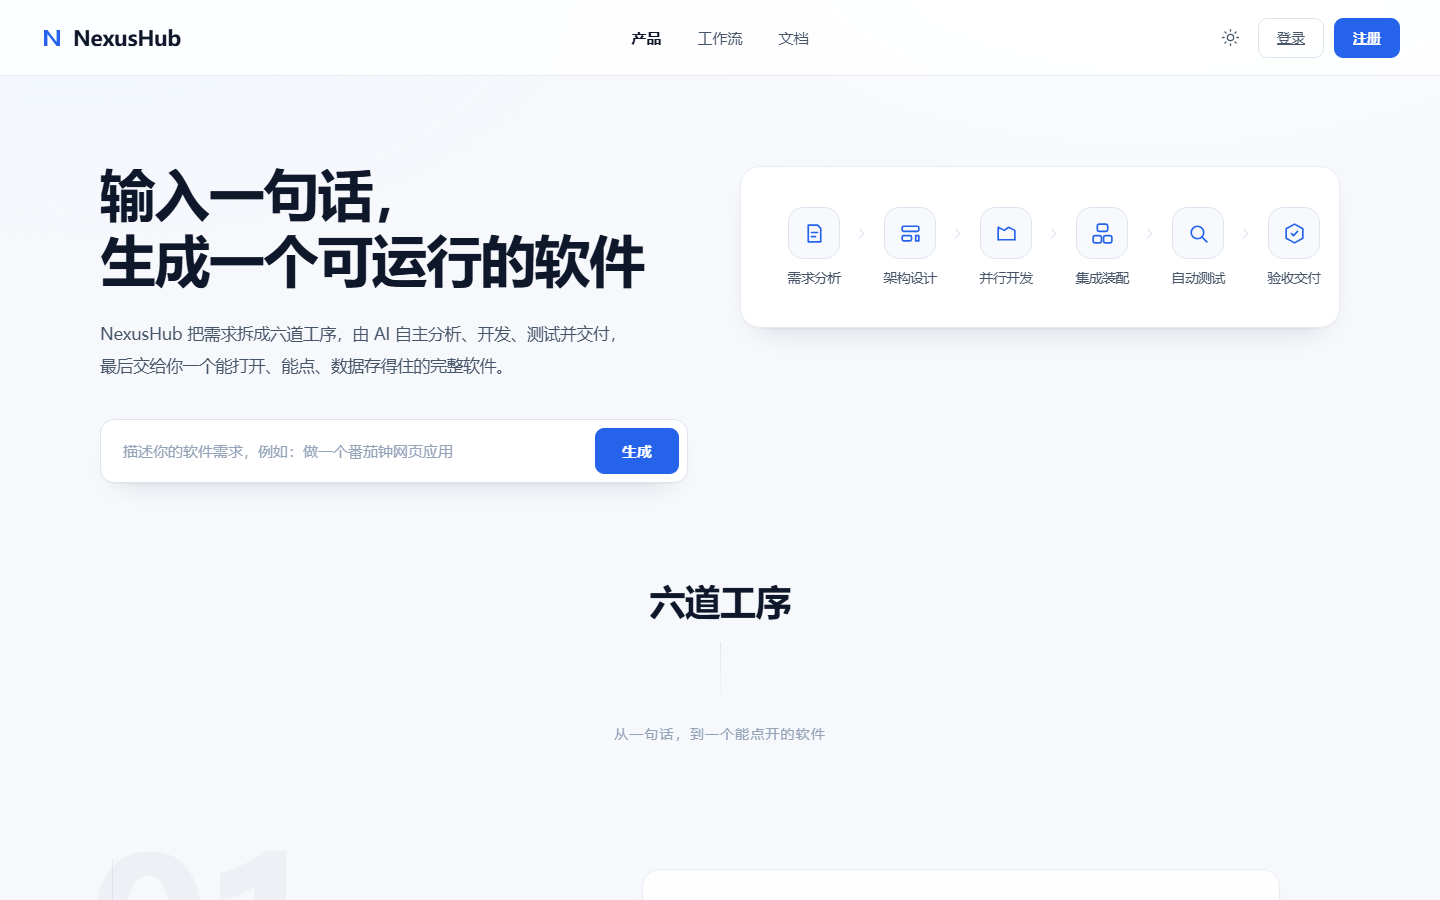 NexusHub
产品
工作流
文档
登录
注册
输入一句话，
生成一个可运行的软件
NexusHub 把需求拆成六道工序，由 AI 自主分析、开发、测试并交付，
最后交给你一个能打开、能点、数据存得住的完整软件。
描述你的软件需求，例如：做一个番茄钟网页应用
生成
需求分析
架构设计
并行开发
集成装配
自动测试
验收交付
六道工序
从一句话，到一个能点开的软件
01